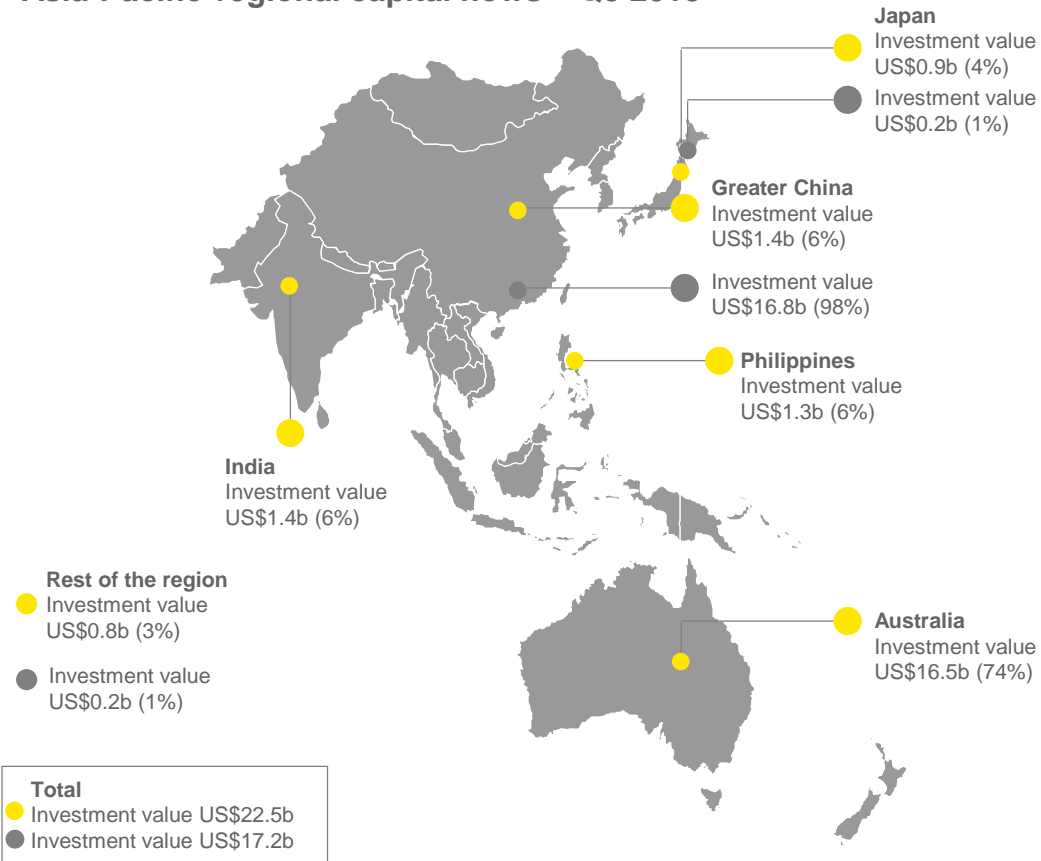 Japan
Investment value
US$0.9b (4%)
Investment value
US$0.2b (1%)
Greater China
Investment value
US$1.4b (6%)
Investment value
US$16.8b (98%)
Philippines
Investment value
US$1.3b (6%)
India
Investment value
US$1.4b (6%)
Rest of the region
Investment value
US$0.8b (3%)
Investment value
US$0.2b (1%)
Australia
Investment value
US$16.5b (74%)
Total
Investment value US$22.5b
Investment value US$17.2b